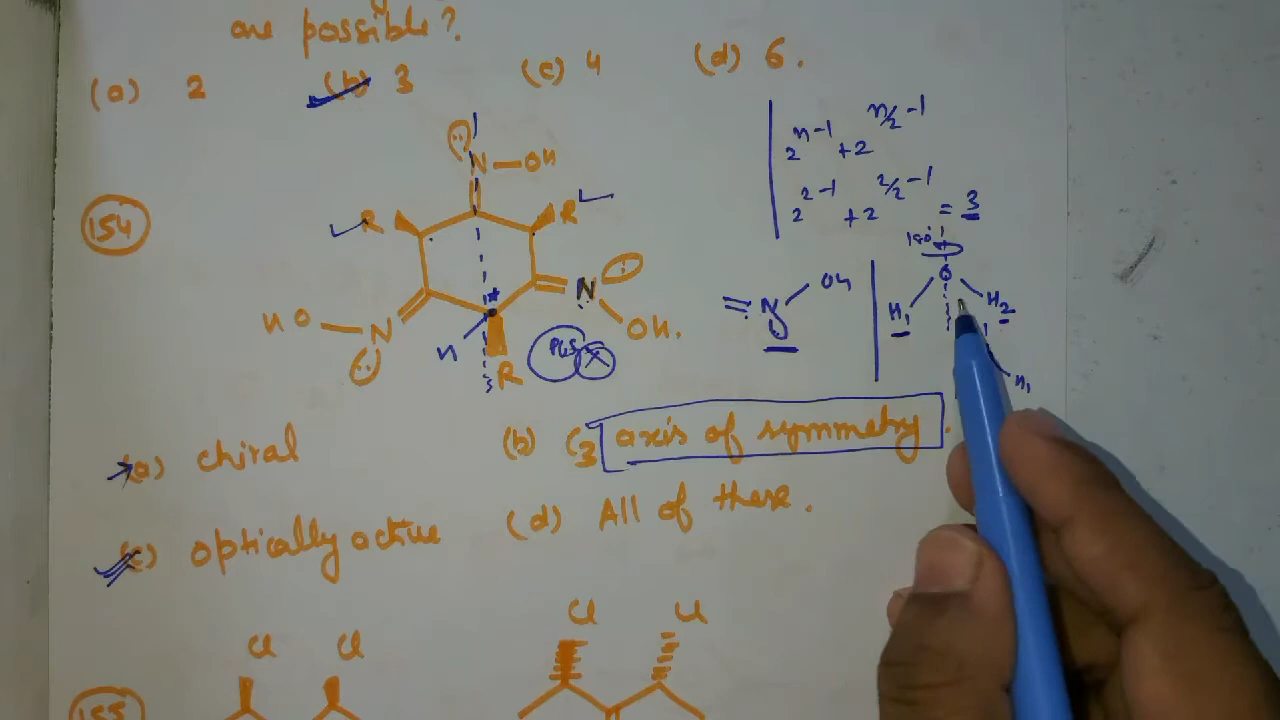 are possible?
(a) 2 (b) 3 (c) 4 (d) 6.
2^{n-1} + 2^{n/2-1}
2^{2-1} + 2^{2/2-1}
= 3
154
N—OH
R R
180°
O
H₁ H₂
H₁
= N OH
HO N N OH.
H R
POS X
(a) chiral (b) C₃ axis of symmetry.
(c) optically active (d) All of these.
Cl Cl Cl Cl
155